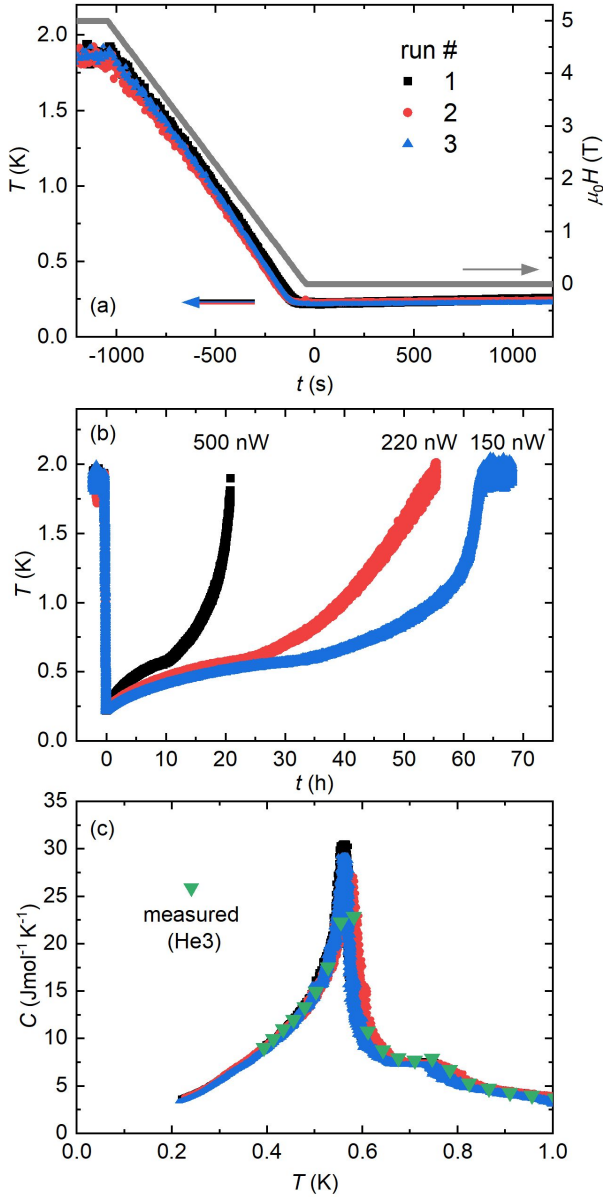 2.0
1.5
1.0
0.5
0.0
T (K)
run #
1
2
3
5
4
3
2
1
0
μ₀H (T)
(a)
-1000
-500
0
500
1000
t (s)
(b)
500 nW
220 nW
150 nW
2.0
1.5
1.0
0.5
0.0
T (K)
0
10
20
30
40
50
60
70
t (h)
(c)
35
30
25
20
15
10
5
0
C (Jmol⁻¹ K⁻¹)
measured
(He3)
0.0
0.2
0.4
0.6
0.8
1.0
T (K)